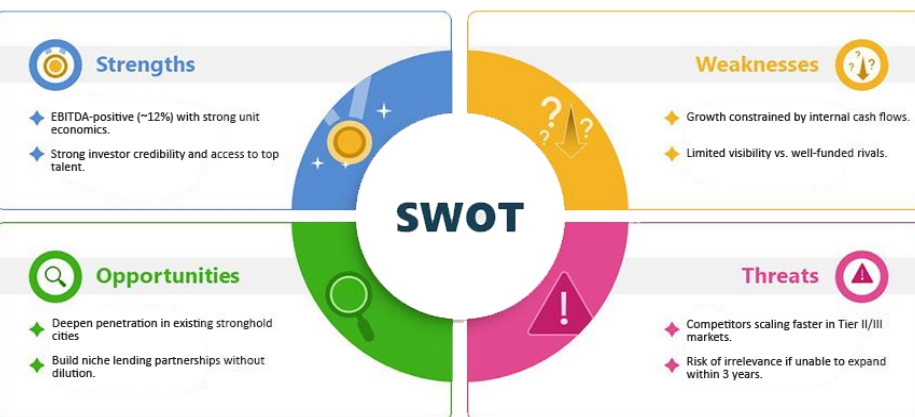 Strengths
EBITDA-positive (~12%) with strong unit
economics.
Strong investor credibility and access to top
talent.
Weaknesses
Growth constrained by internal cash flows.
Limited visibility vs. well-funded rivals.
SWOT
Opportunities
Deepen penetration in existing stronghold
cities
Build niche lending partnerships without
dilution.
Threats
Competitors scaling faster in Tier II/III
markets.
Risk of irrelevance if unable to expand
within 3 years.